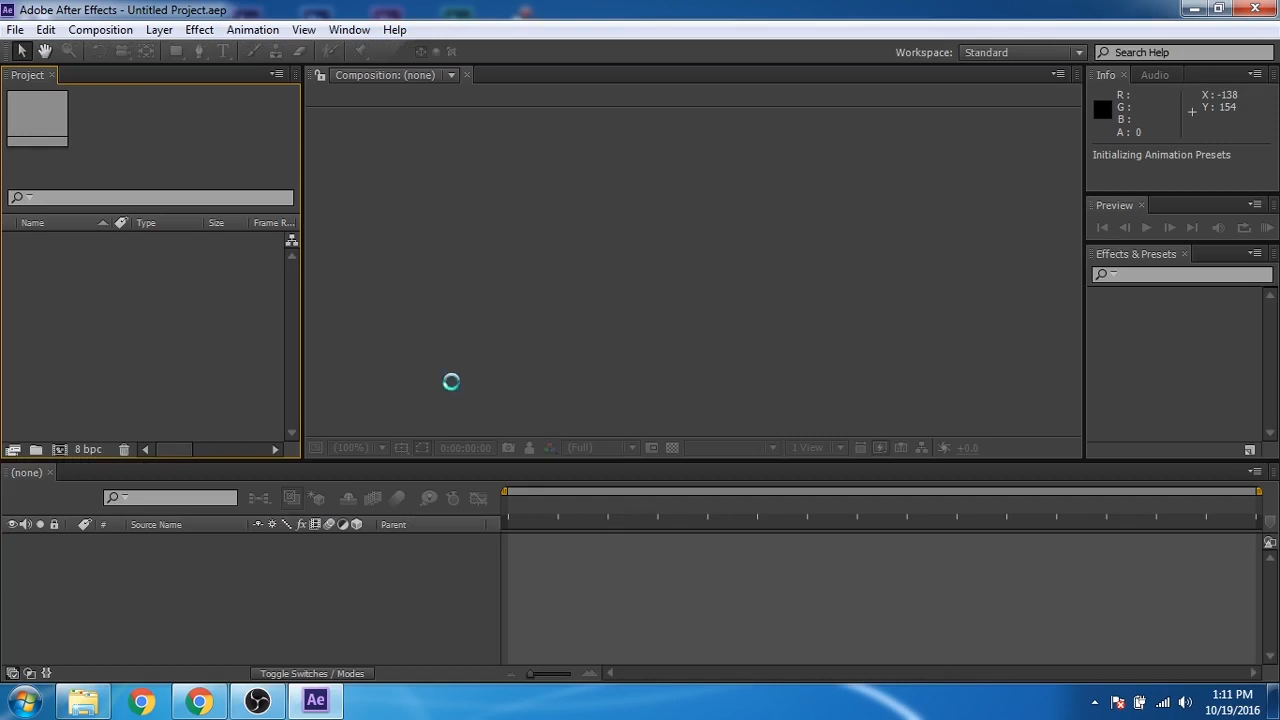 Adobe After Effects - Untitled Project.aep
File Edit Composition Layer Effect Animation View Window Help
Workspace: Standard Search Help
Project
Composition: (none)
Info Audio
R :
G :
B :
A : 0
X : -138
Y : 154
Initializing Animation Presets
Preview
Name Type Size Frame R...
Effects & Presets
8 bpc
(100%) 0:00:00:00 (Full) 1 View +0.0
(none)
# Source Name Parent
fx
Toggle Switches / Modes
Ae
1:11 PM
10/19/2016